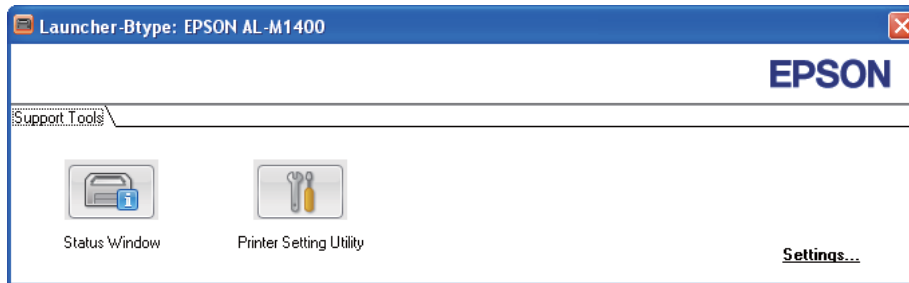 Launcher-Btype: EPSON AL-M1400
EPSON
Support Tools
Status Window
Printer Setting Utility
Settings...